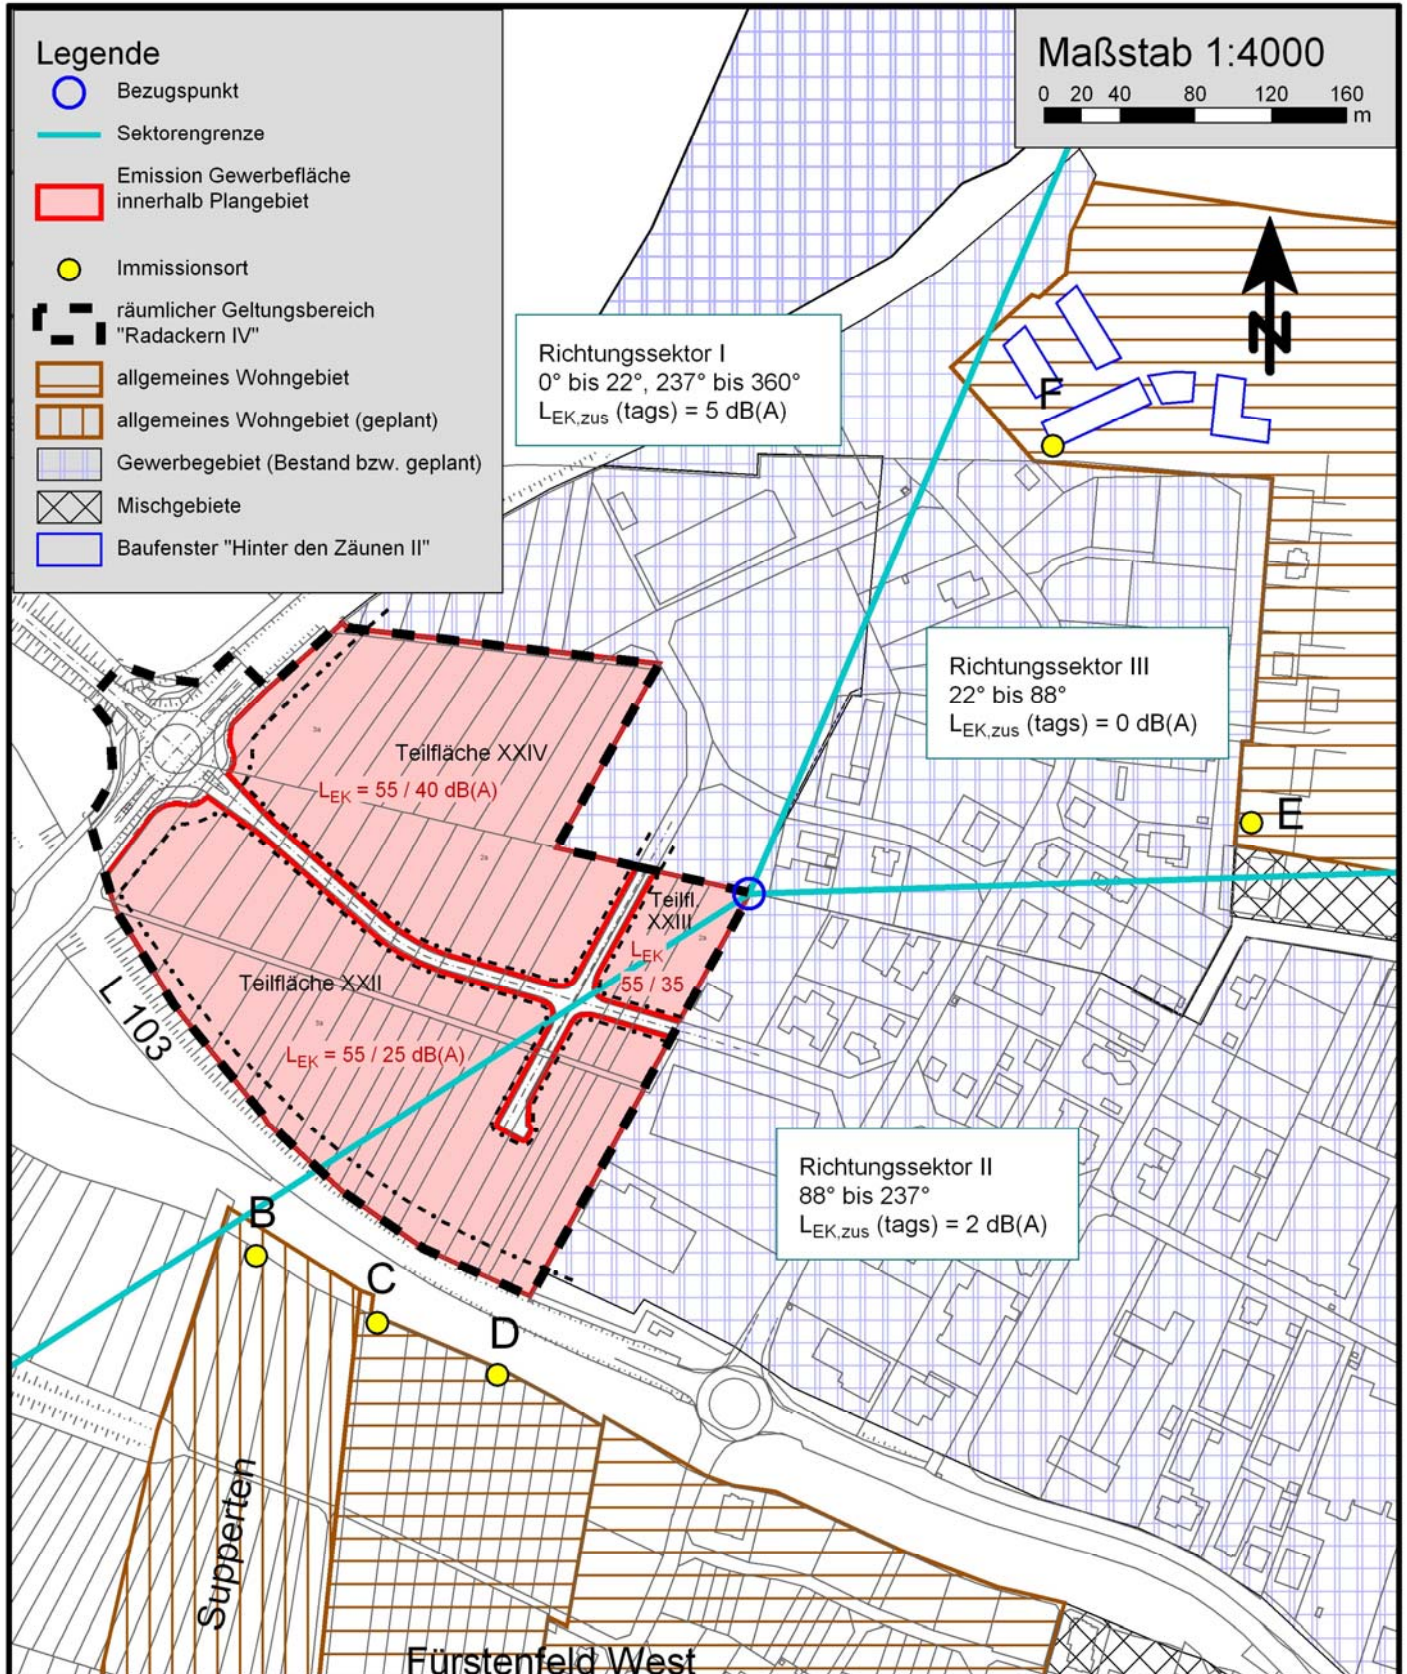 Legende
Bezugspunkt
Sektorengrenze
Emission Gewerbefläche
innerhalb Plangebiet
Immissionsort
räumlicher Geltungsbereich
"Radackern IV"
allgemeines Wohngebiet
allgemeines Wohngebiet (geplant)
Gewerbegebiet (Bestand bzw. geplant)
Mischgebiete
Baufenster "Hinter den Zäunen II"
Maßstab 1:4000
0 20 40 80 120 160
m
N
Richtungssektor I
0° bis 22°, 237° bis 360°
LEK,zus (tags) = 5 dB(A)
F
Richtungssektor III
22° bis 88°
LEK,zus (tags) = 0 dB(A)
E
Teilfläche XXIV
LEK = 55 / 40 dB(A)
Teilfl.
XXIII
LEK
55 / 35
Teilfläche XXII
LEK = 55 / 25 dB(A)
L 103
Richtungssektor II
88° bis 237°
LEK,zus (tags) = 2 dB(A)
B
C
D
Supperten
Fürstenfeld West